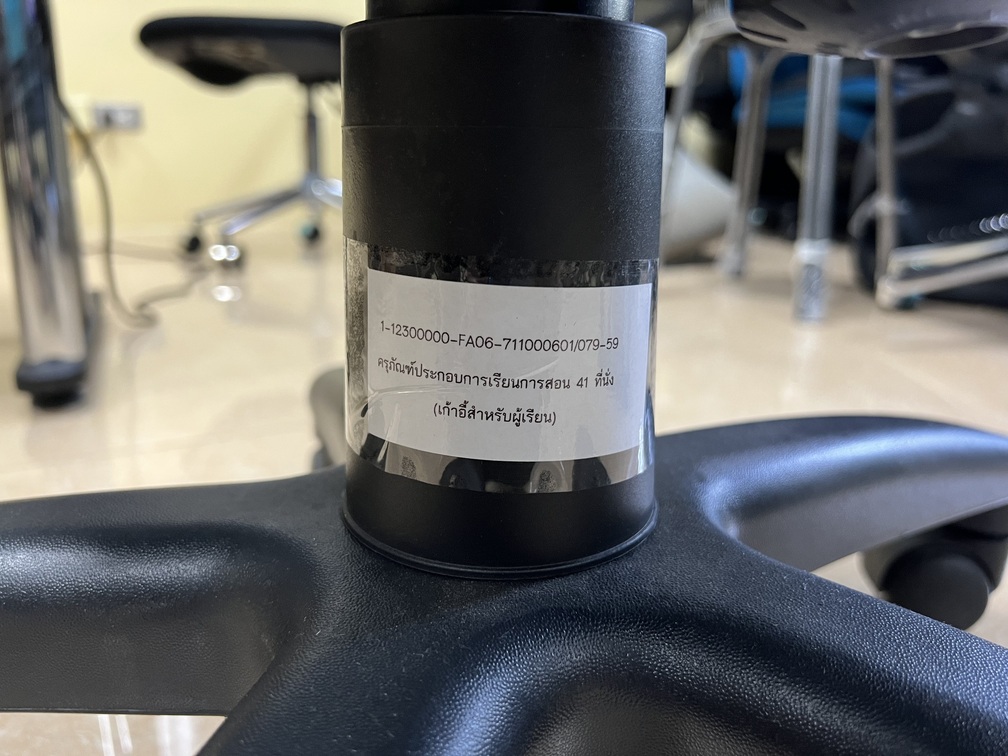 1-12300000-FA06-711000601/079-59
ครุภัณฑ์ประกอบการเรียนการสอน 41 ที่นั่ง
(เก้าอี้สำหรับผู้เรียน)